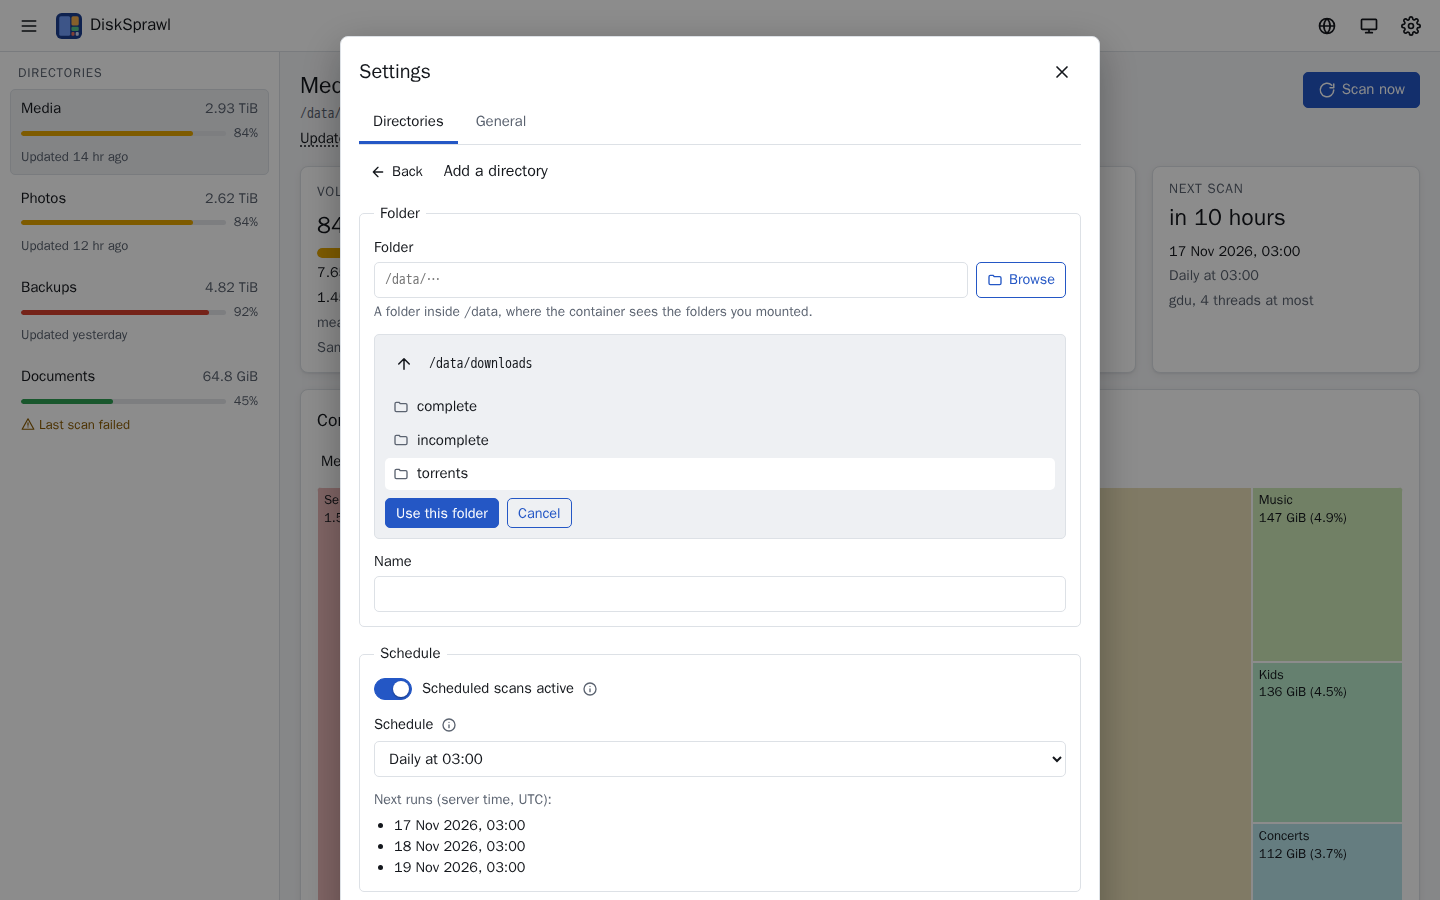 DiskSprawl
DIRECTORIES
Media 2.93 TiB
84%
Updated 14 hr ago
Photos 2.62 TiB
84%
Updated 12 hr ago
Backups 4.82 TiB
92%
Updated yesterday
Documents 64.8 GiB
45%
Last scan failed
/data/
Scan now
84
7.6
1.4
NEXT SCAN
in 10 hours
17 Nov 2026, 03:00
Daily at 03:00
gdu, 4 threads at most
Music
147 GiB (4.9%)
Kids
136 GiB (4.5%)
Concerts
112 GiB (3.7%)
Settings
Directories General
Back Add a directory
Folder
Folder
/data/…
Browse
A folder inside /data, where the container sees the folders you mounted.
/data/downloads
complete
incomplete
torrents
Use this folder Cancel
Name
Schedule
Scheduled scans active
Schedule
Daily at 03:00
Next runs (server time, UTC):
• 17 Nov 2026, 03:00
• 18 Nov 2026, 03:00
• 19 Nov 2026, 03:00